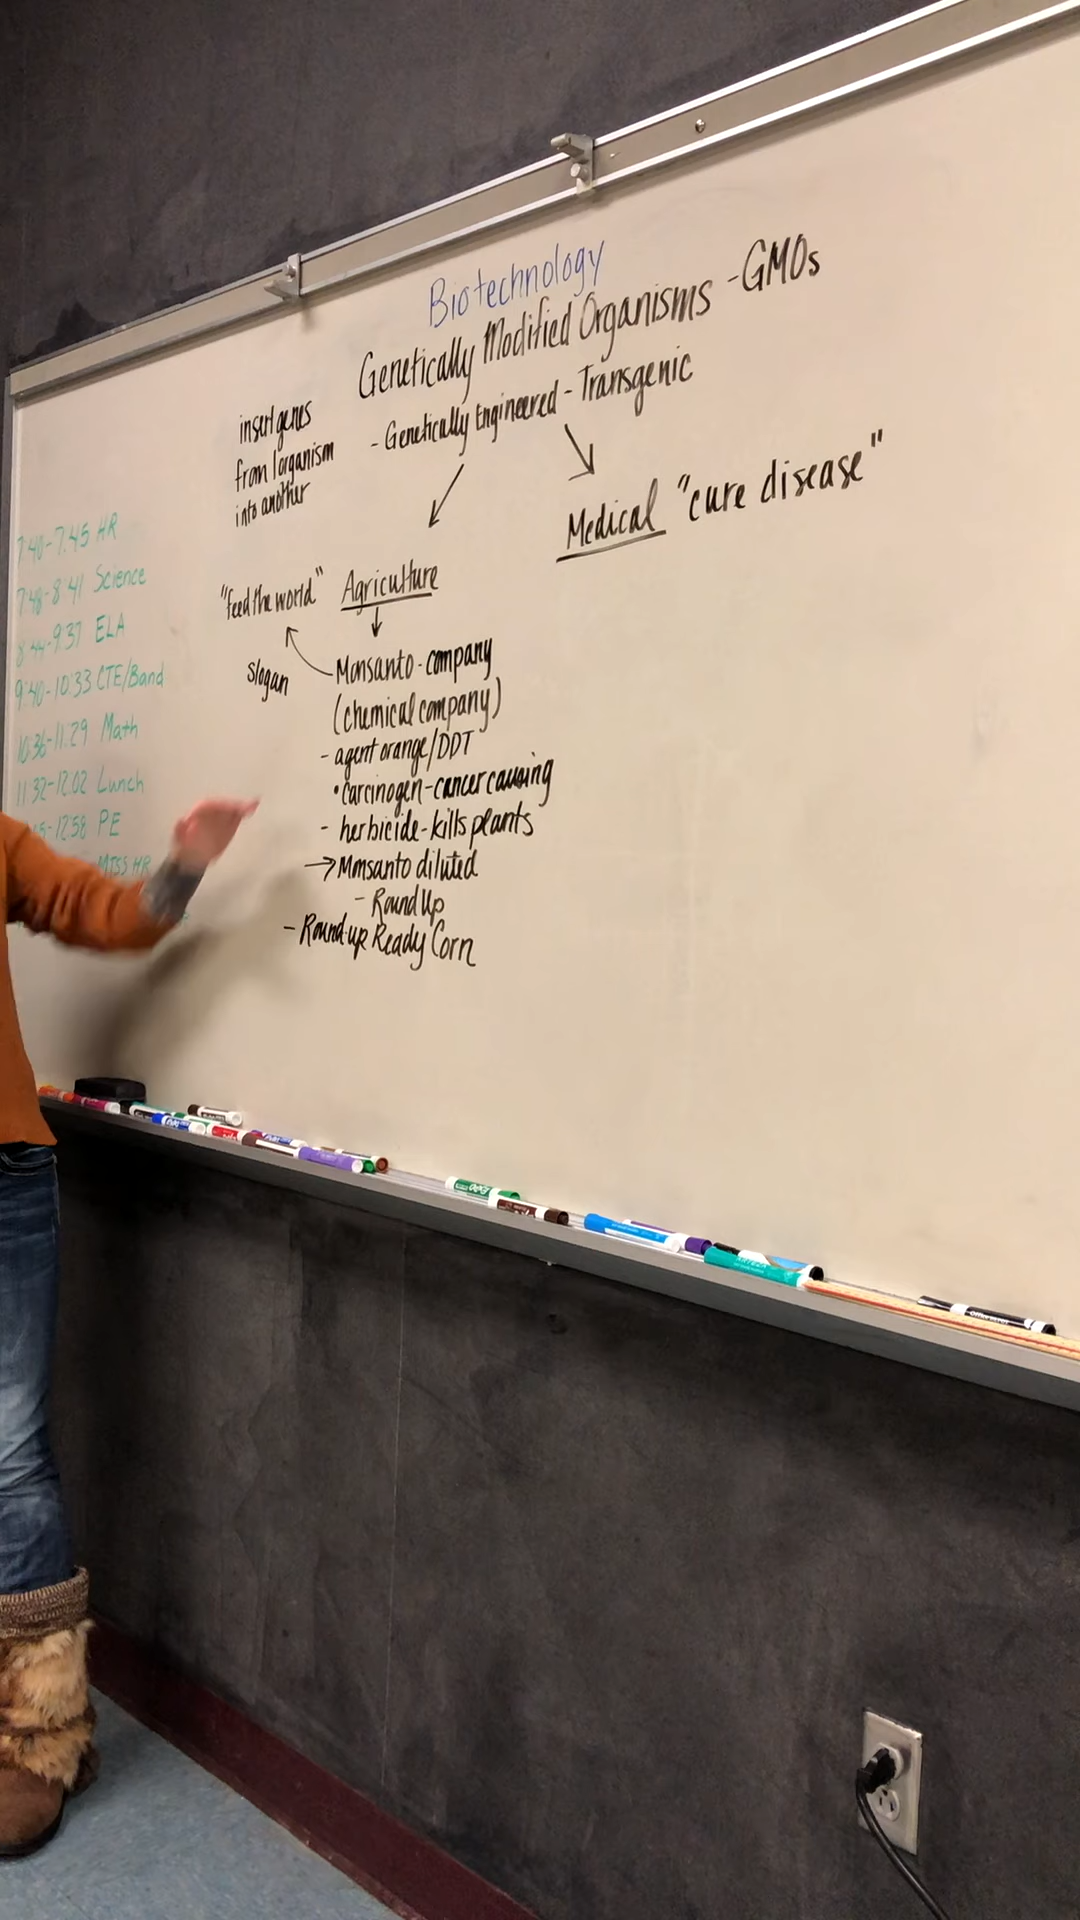 Biotechnology
Genetically Modified Organisms - GMOs
- Genetically Engineered - Transgenic
insert genes
from 1 organism
into another
Medical "cure disease"
"feed the world" Agriculture
slogan
Monsanto - company
(chemical company)
- agent orange/DDT
• carcinogen - cancer causing
- herbicide - kills plants
→ Monsanto diluted
- Round Up
- Round-up Ready Corn
7:40-7:45 HR
7:48-8:41 Science
8:44-9:37 ELA
9:40-10:33 CTE/Band
10:36-11:29 Math
11:32-12:02 Lunch
-12:58 PE
MTSS HR